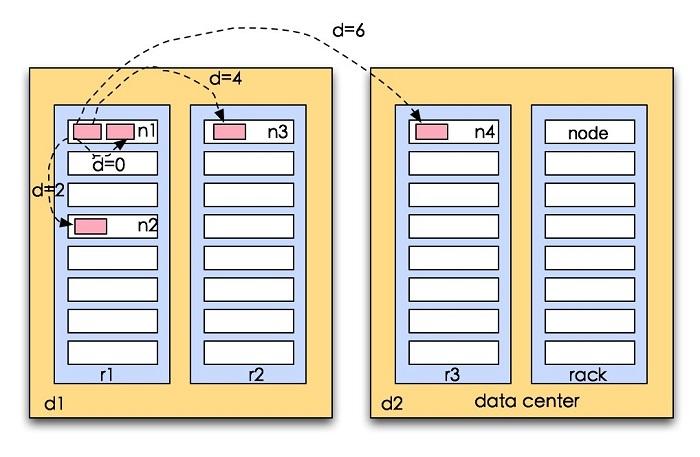 d=6
d=4
n1
n3
n4
node
d=0
d=2
n2
r1
r2
r3
rack
d1
d2
data center